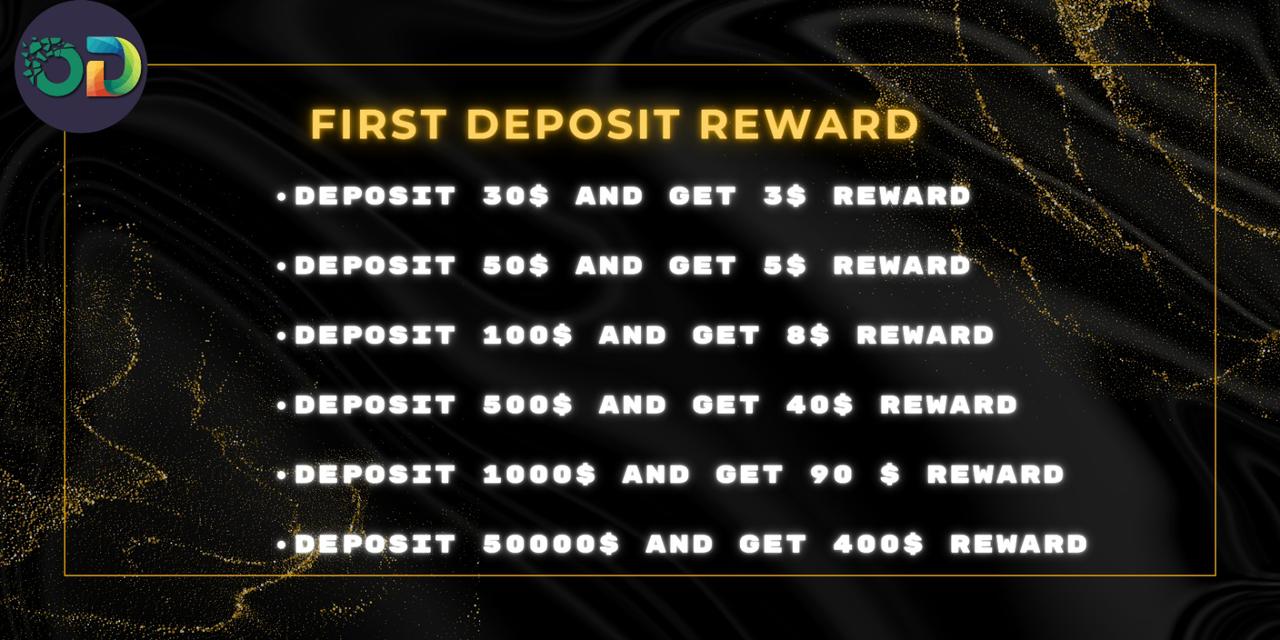 OD
FIRST DEPOSIT REWARD
•DEPOSIT 30$ AND GET 3$ REWARD
•DEPOSIT 50$ AND GET 5$ REWARD
•DEPOSIT 100$ AND GET 8$ REWARD
•DEPOSIT 500$ AND GET 40$ REWARD
•DEPOSIT 1000$ AND GET 90 $ REWARD
•DEPOSIT 50000$ AND GET 400$ REWARD